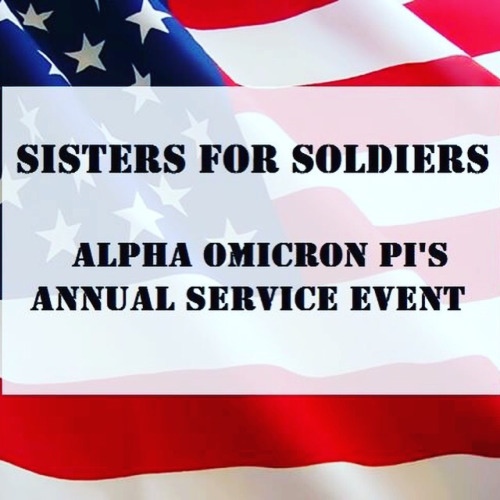 SISTERS FOR SOLDIERS
ALPHA OMICRON PI'S
ANNUAL SERVICE EVENT